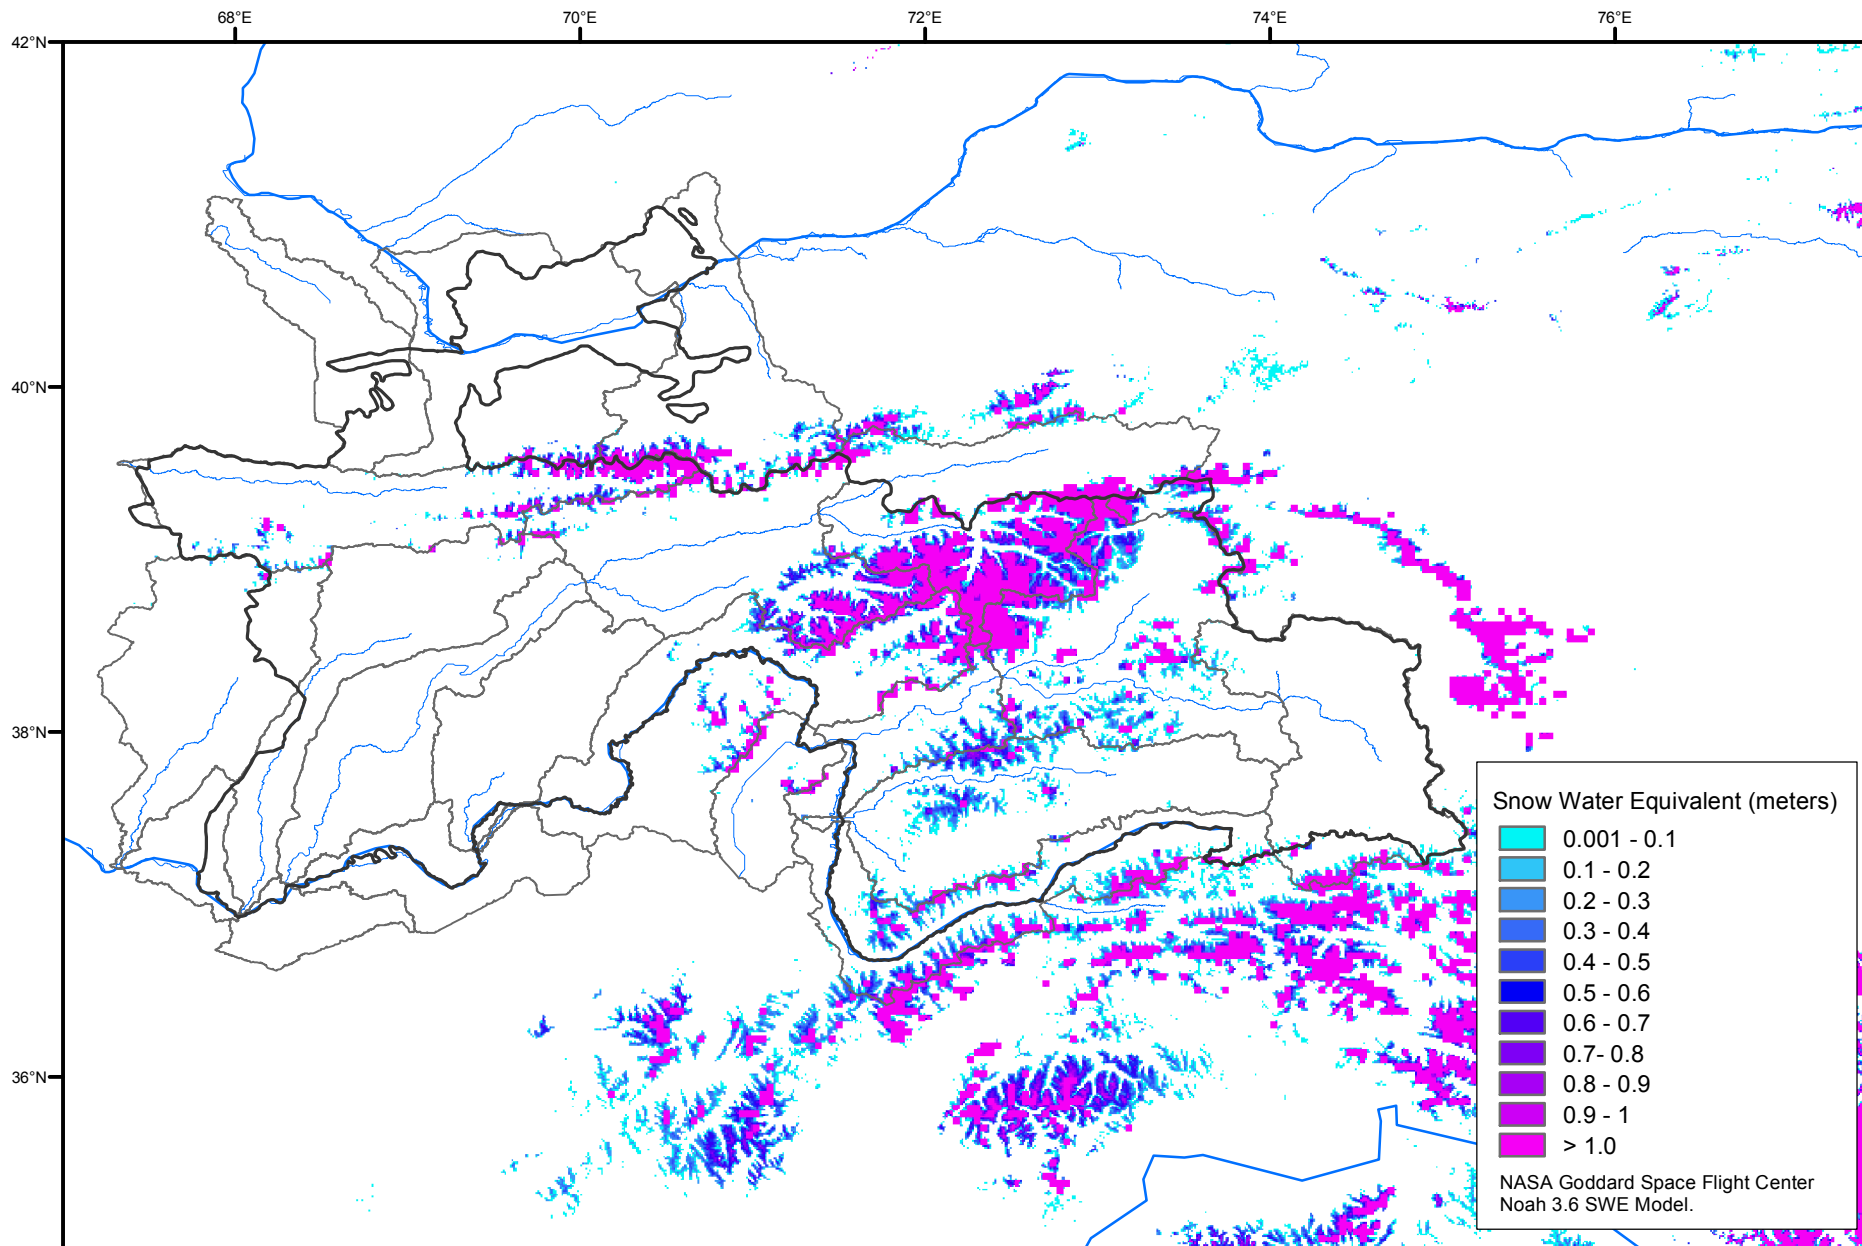 68°E 70°E 72°E 74°E 76°E
42°N
40°N
38°N
36°N
Snow Water Equivalent (meters)
0.001 - 0.1
0.1 - 0.2
0.2 - 0.3
0.3 - 0.4
0.4 - 0.5
0.5 - 0.6
0.6 - 0.7
0.7- 0.8
0.8 - 0.9
0.9 - 1
> 1.0
NASA Goddard Space Flight Center
Noah 3.6 SWE Model.